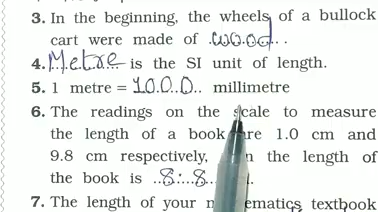 3. In the beginning, the wheels of a bullock
cart were made of .wood. .
4. Metre is the SI unit of length.
5. 1 metre = 1000.. millimetre
6. The readings on the scale to measure
the length of a book are 1.0 cm and
9.8 cm respectively, the length of
the book is ..8.8..
7. The length of your textbook